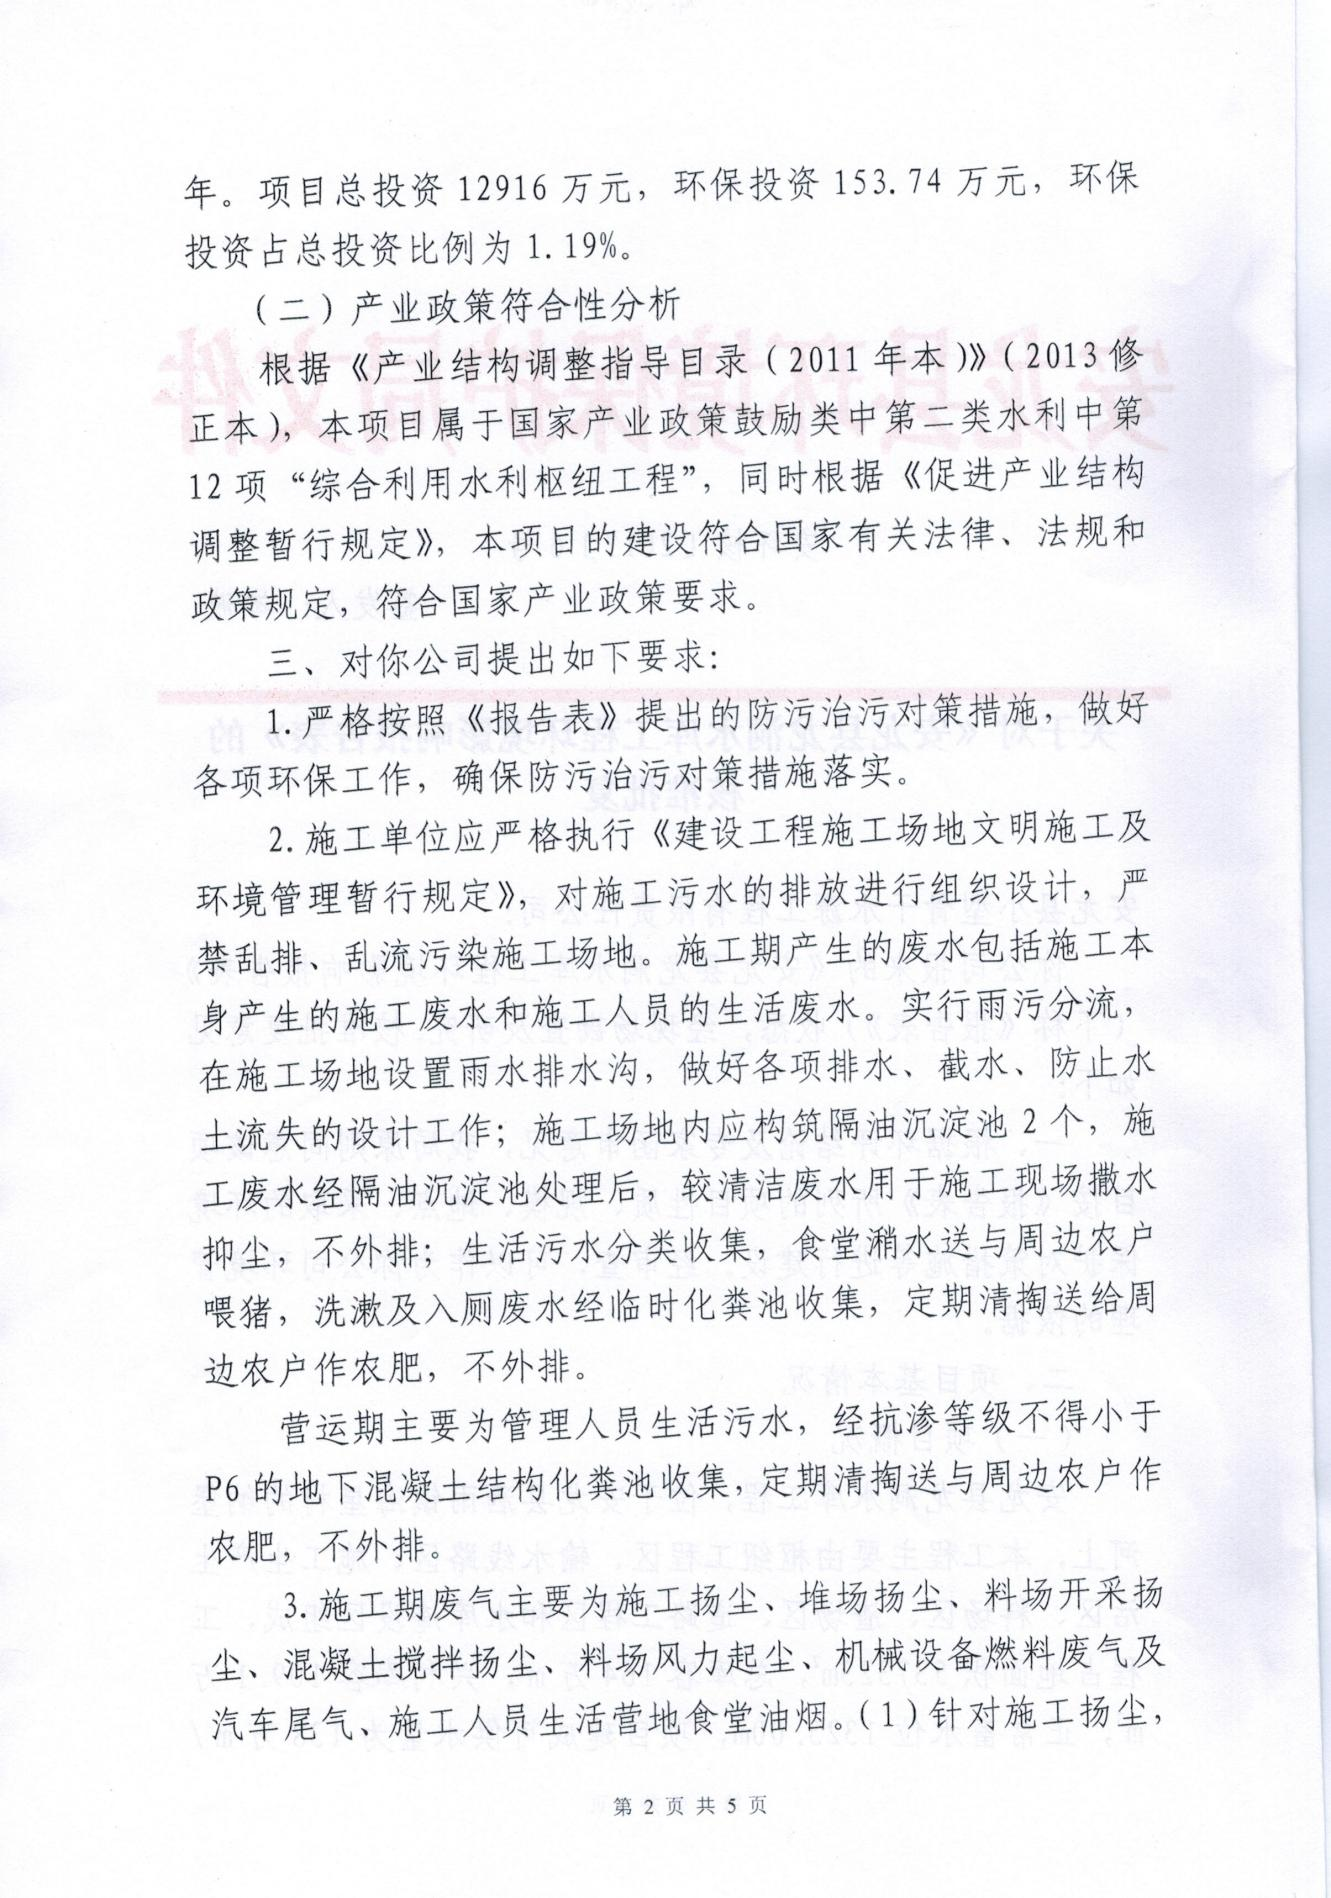 年。项目总投资 12916 万元，环保投资 153.74 万元，环保
投资占总投资比例为 1.19%。
（二）产业政策符合性分析
根据《产业结构调整指导目录（2011 年本)》（2013 修
正本），本项目属于国家产业政策鼓励类中第二类水利中第
12 项“综合利用水利枢纽工程”，同时根据《促进产业结构
调整暂行规定》，本项目的建设符合国家有关法律、法规和
政策规定，符合国家产业政策要求。
三、对你公司提出如下要求：
1. 严格按照《报告表》提出的防污治污对策措施，做好
各项环保工作，确保防污治污对策措施落实。
2. 施工单位应严格执行《建设工程施工场地文明施工及
环境管理暂行规定》，对施工污水的排放进行组织设计，严
禁乱排、乱流污染施工场地。施工期产生的废水包括施工本
身产生的施工废水和施工人员的生活废水。实行雨污分流，
在施工场地设置雨水排水沟，做好各项排水、截水、防止水
土流失的设计工作；施工场地内应构筑隔油沉淀池 2 个，施
工废水经隔油沉淀池处理后，较清洁废水用于施工现场撒水
抑尘，不外排；生活污水分类收集，食堂潲水送与周边农户
喂猪，洗漱及入厕废水经临时化粪池收集，定期清掏送给周
边农户作农肥，不外排。
营运期主要为管理人员生活污水，经抗渗等级不得小于
P6 的地下混凝土结构化粪池收集，定期清掏送与周边农户作
农肥，不外排。
3. 施工期废气主要为施工扬尘、堆场扬尘、料场开采扬
尘、混凝土搅拌扬尘、料场风力起尘、机械设备燃料废气及
汽车尾气、施工人员生活营地食堂油烟。（1）针对施工扬尘，
第 2 页 共 5 页